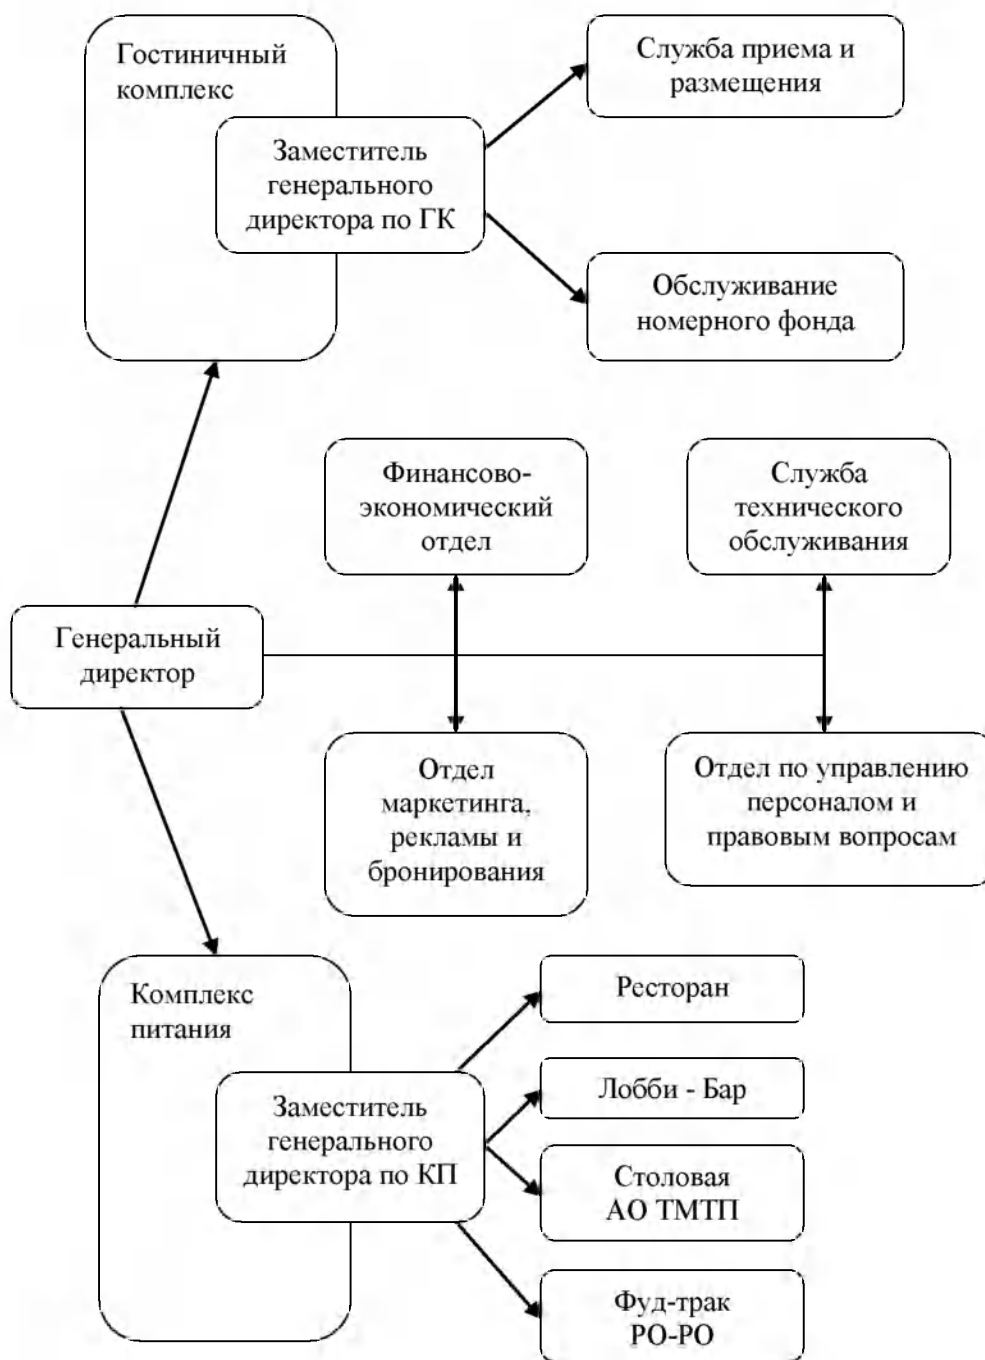 Гостиничный
комплекс
Служба приема и
размещения
Заместитель
генерального
директора по ГК
Обслуживание
номерного фонда
Финансово-
экономический
отдел
Служба
технического
обслуживания
Генеральный
директор
Отдел
маркетинга,
рекламы и
бронирования
Отдел по управлению
персоналом и
правовым вопросам
Комплекс
питания
Заместитель
генерального
директора по КП
Ресторан
Лобби - Бар
Столовая
АО ТМТП
Фуд-трак
РО-РО